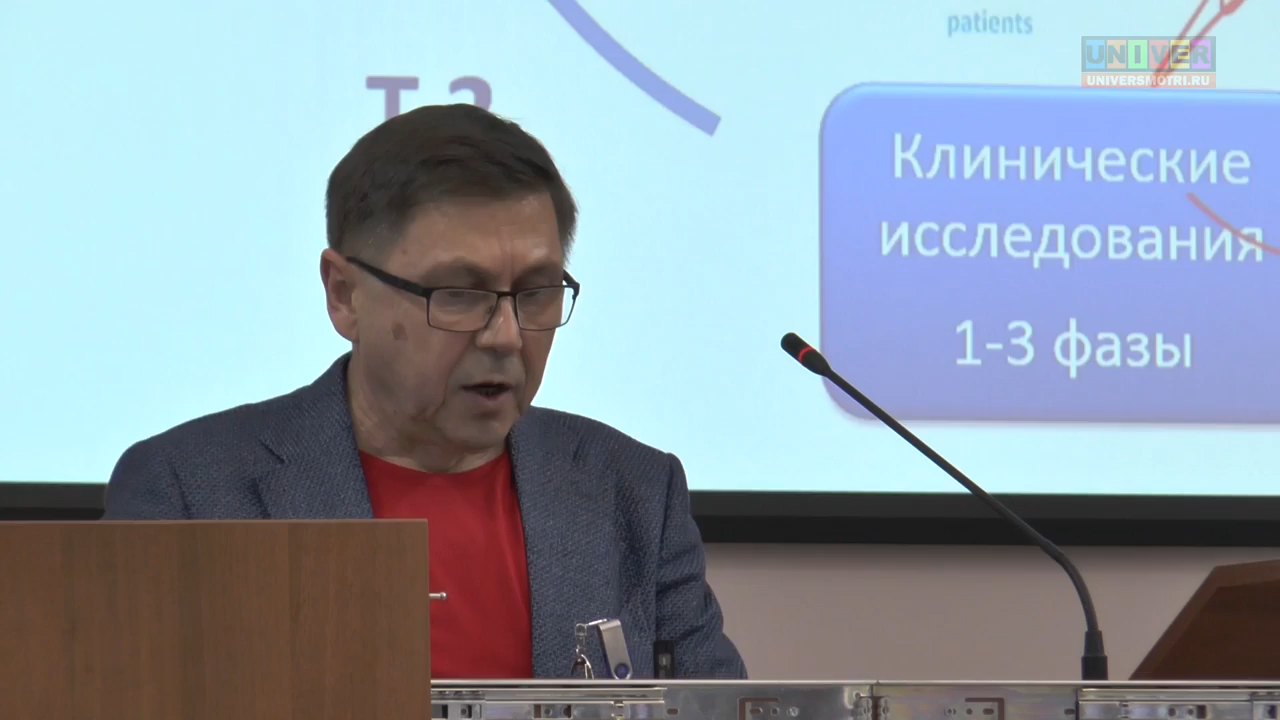 patients
UNIVER
UNIVERSMOTRI.RU
Клинические
исследования
1-3 фазы